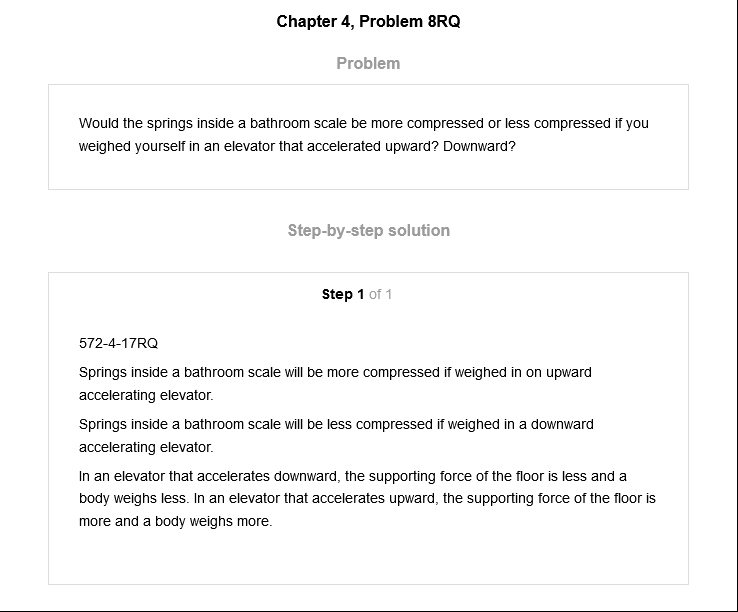 Chapter 4, Problem 8RQ
Problem
Would the springs inside a bathroom scale be more compressed or less compressed if you
weighed yourself in an elevator that accelerated upward? Downward?
Step-by-step solution
Step 1 of 1
572-4-17RQ
Springs inside a bathroom scale will be more compressed if weighed in on upward
accelerating elevator.
Springs inside a bathroom scale will be less compressed if weighed in a downward
accelerating elevator.
In an elevator that accelerates downward, the supporting force of the floor is less and a
body weighs less. In an elevator that accelerates upward, the supporting force of the floor is
more and a body weighs more.